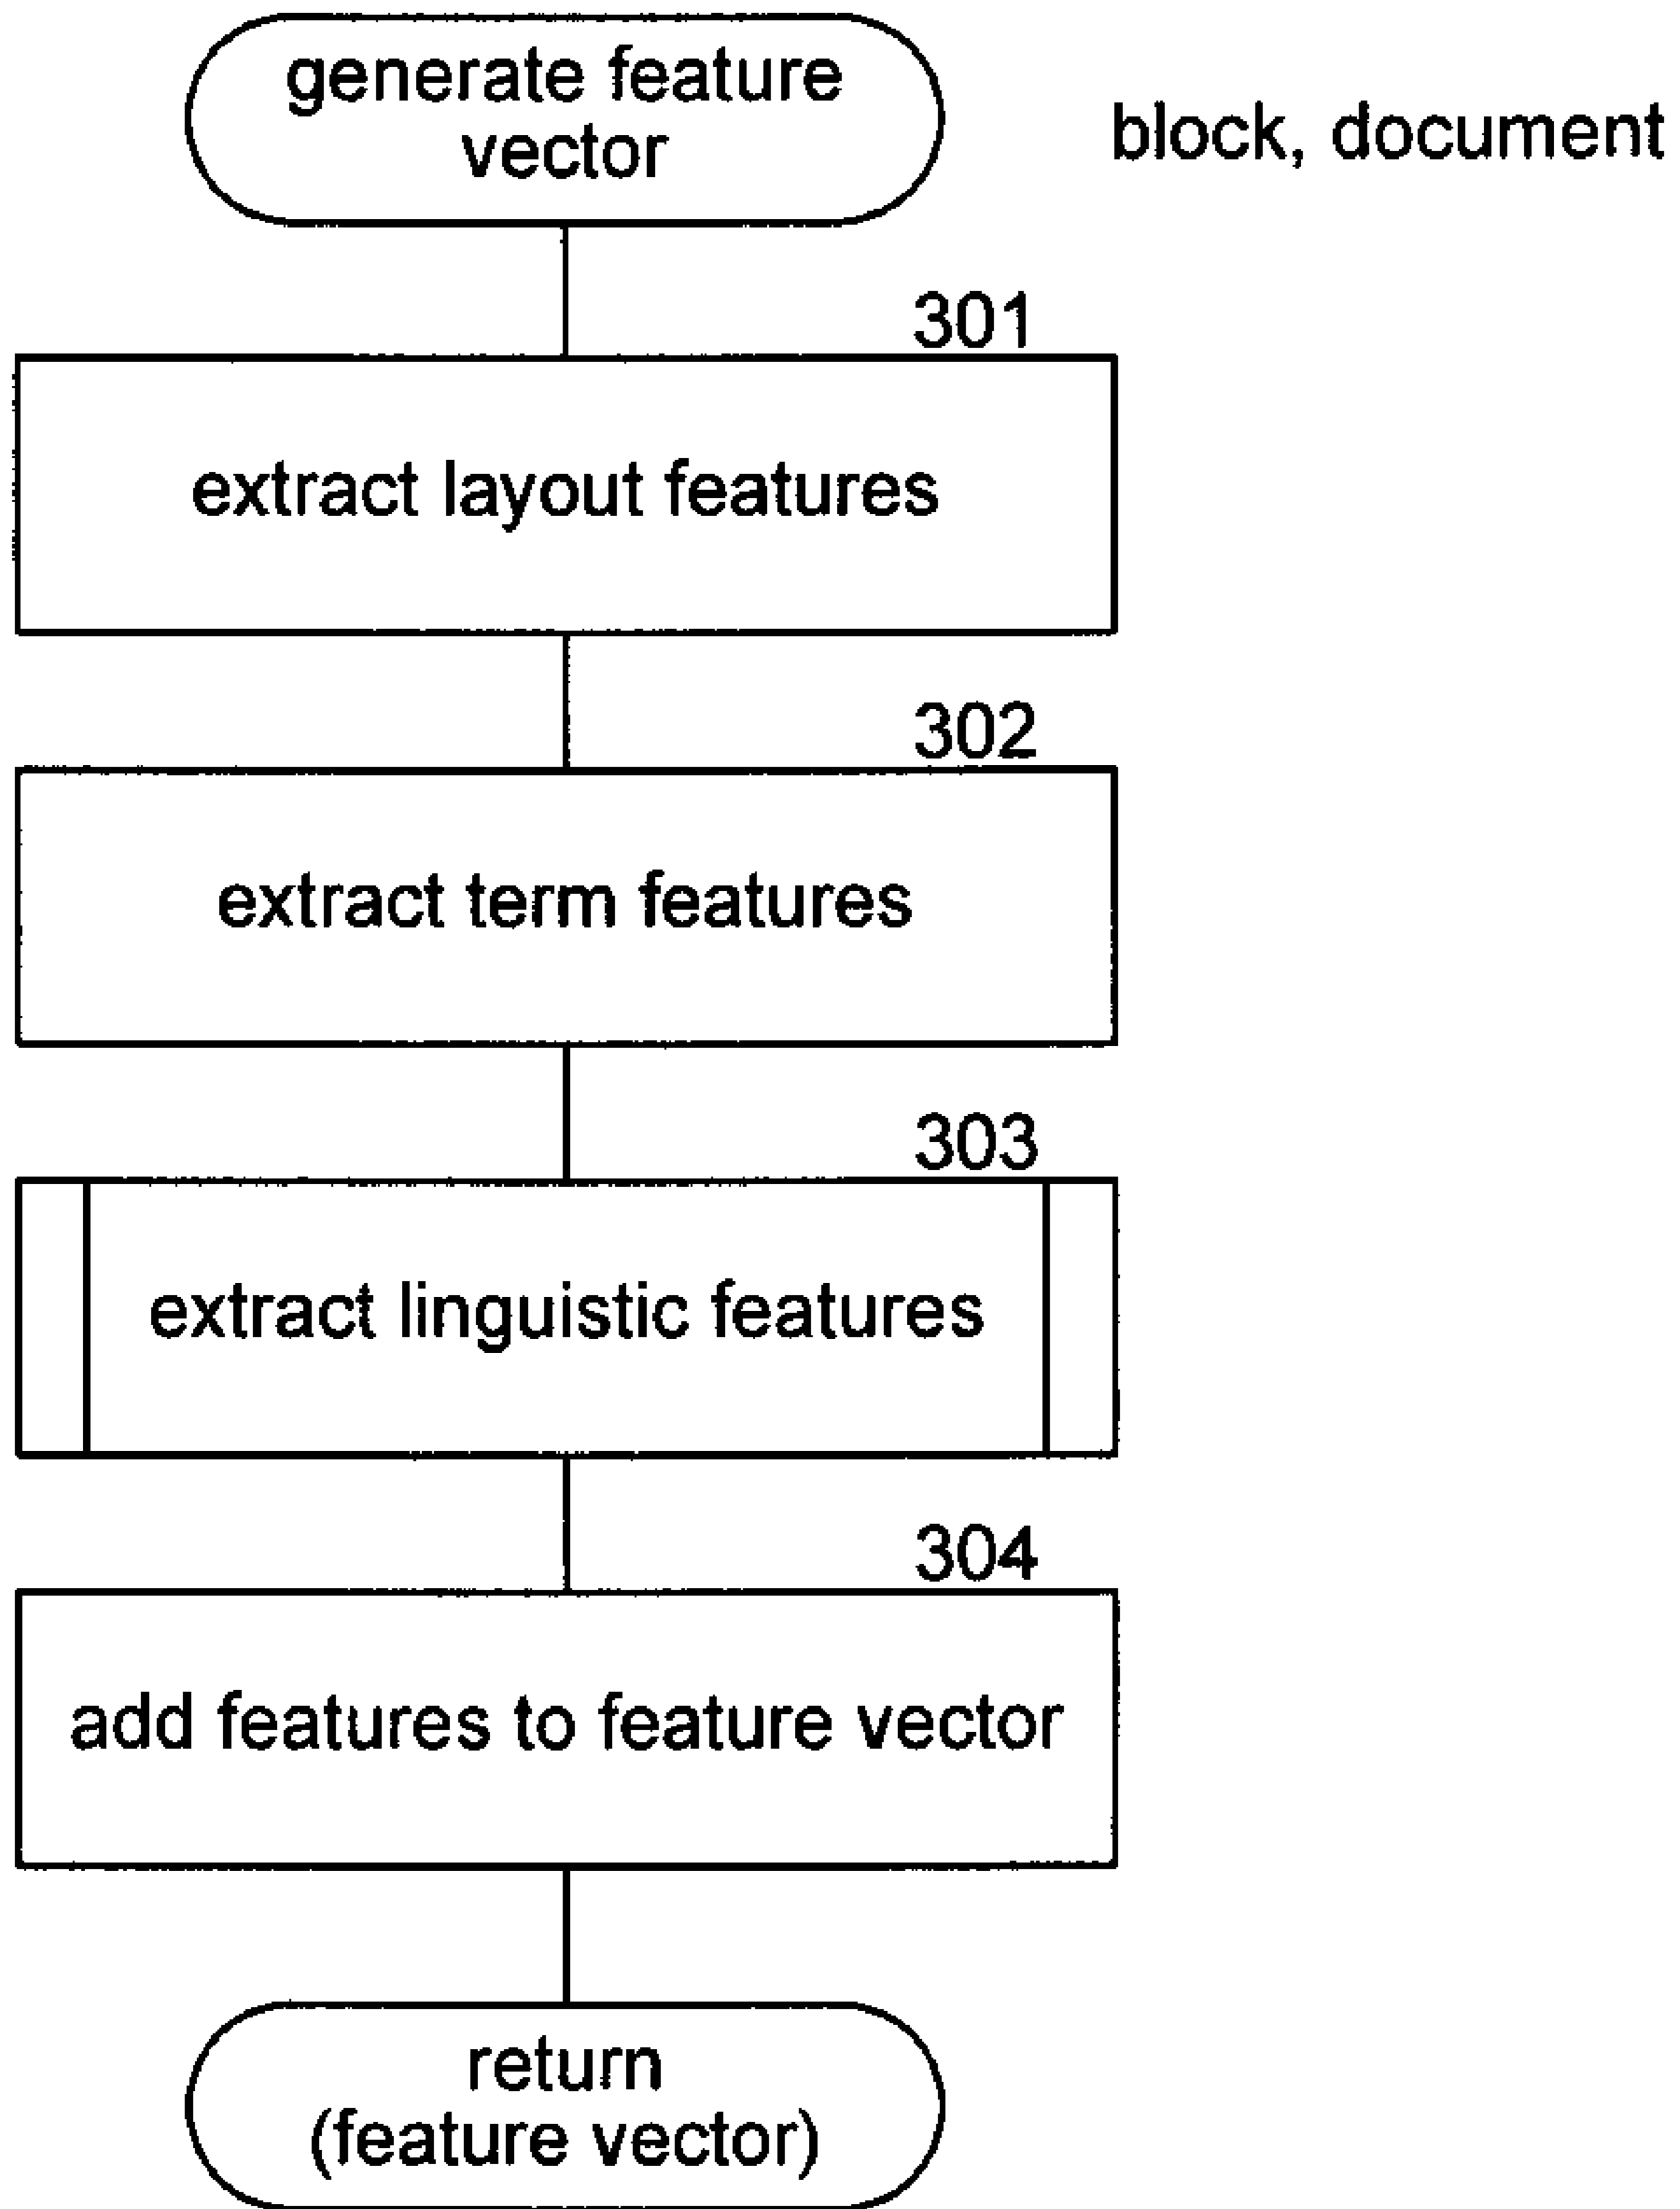 generate feature
vector
block, document
301
extract layout features
302
extract term features
303
extract linguistic features
304
add features to feature vector
return
(feature vector)